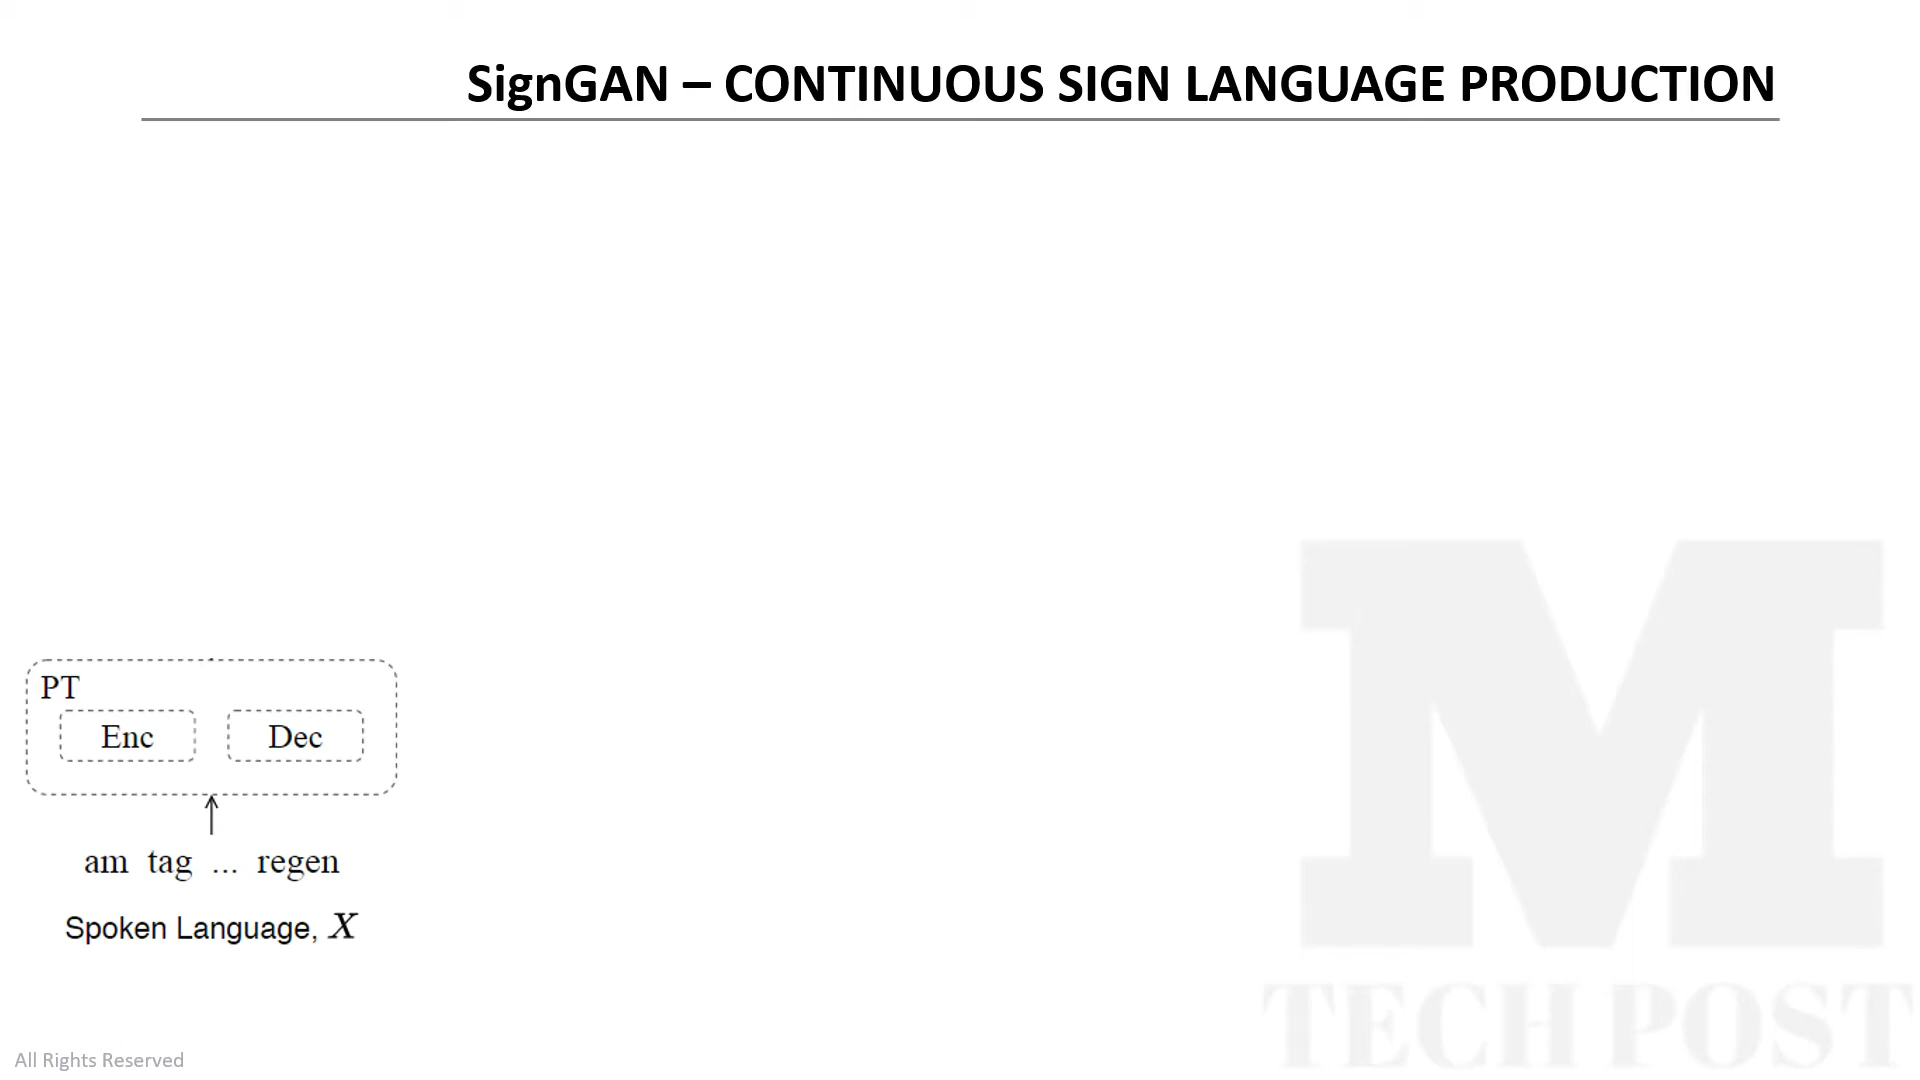 SignGAN – CONTINUOUS SIGN LANGUAGE PRODUCTION
PT
Enc Dec
am tag ... regen
Spoken Language, X
M
TECH POST
All Rights Reserved